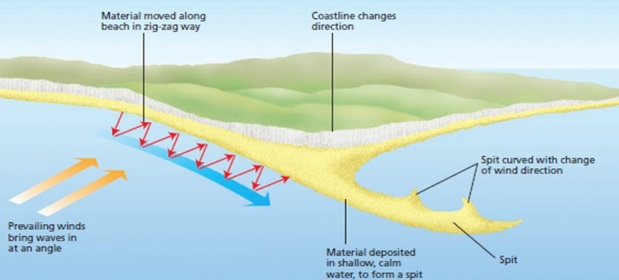 Material moved along
beach in zig-zag way
Coastline changes
direction
Spit curved with change
of wind direction
Prevailing winds
bring waves in
at an angle
Material deposited
in shallow, calm
water, to form a spit
Spit